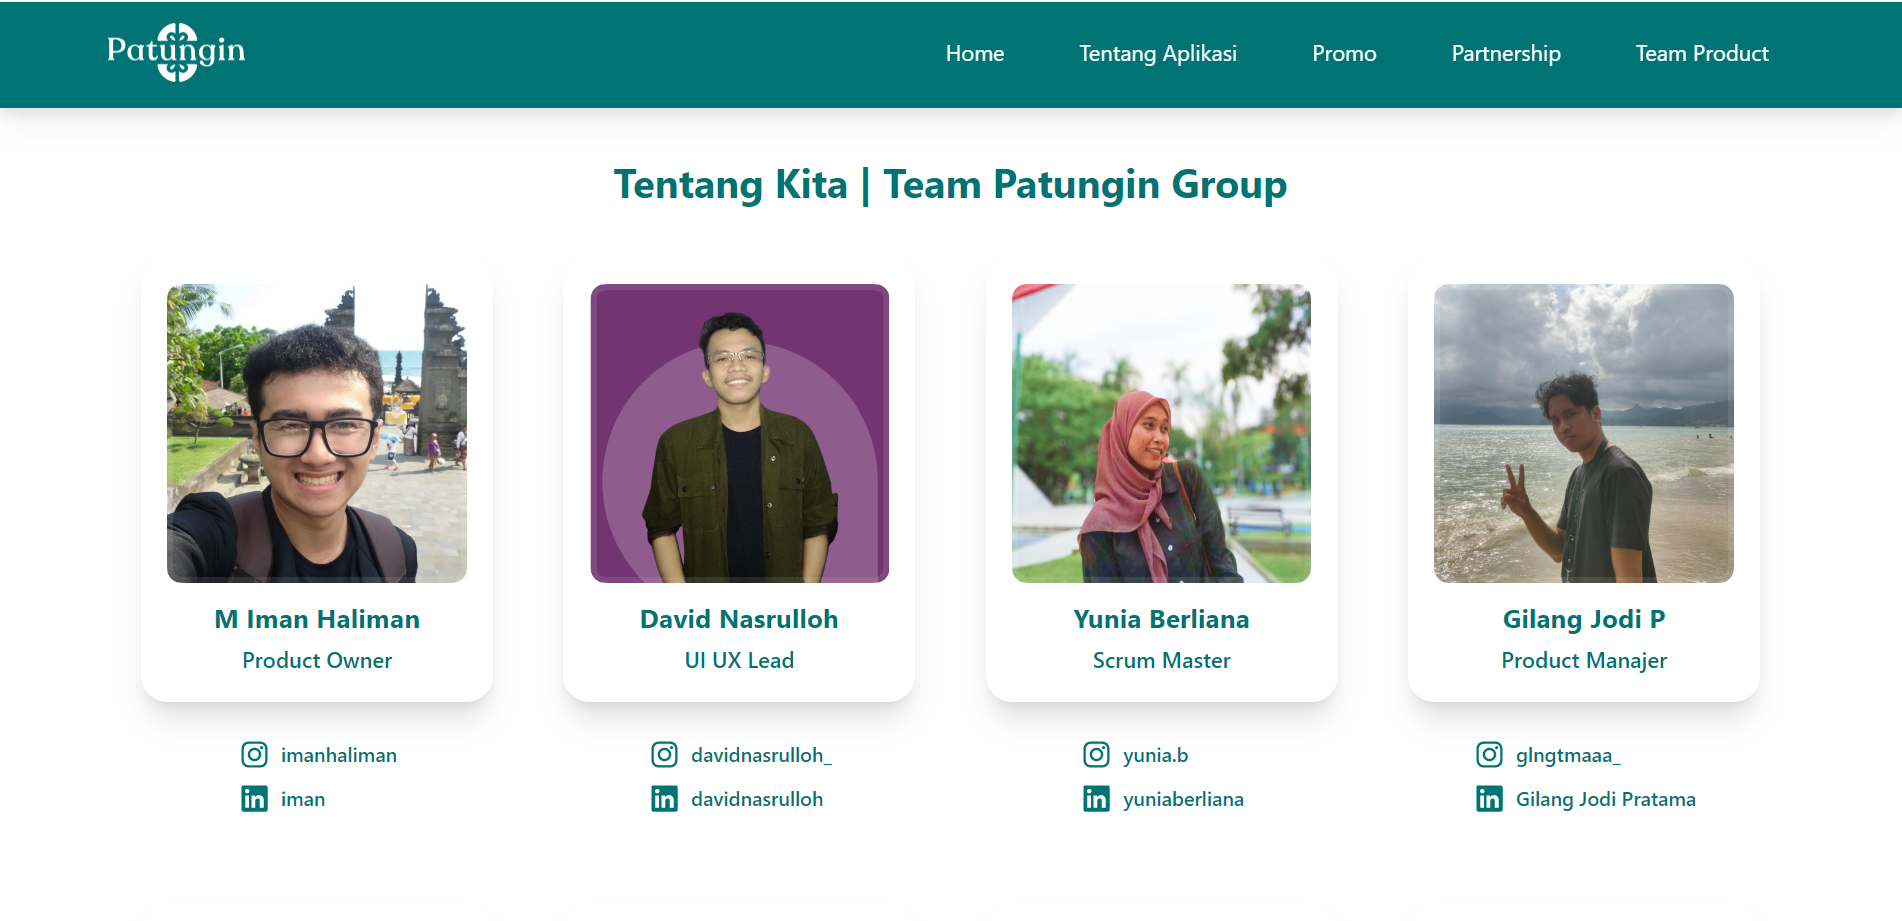 Patungin
Home Tentang Aplikasi Promo Partnership Team Product
Tentang Kita | Team Patungin Group
M Iman Haliman
Product Owner
imanhaliman
iman
David Nasrulloh
UI UX Lead
davidnasrulloh_
davidnasrulloh
Yunia Berliana
Scrum Master
yunia.b
yuniaberliana
Gilang Jodi P
Product Manajer
glngtmaaa_
Gilang Jodi Pratama